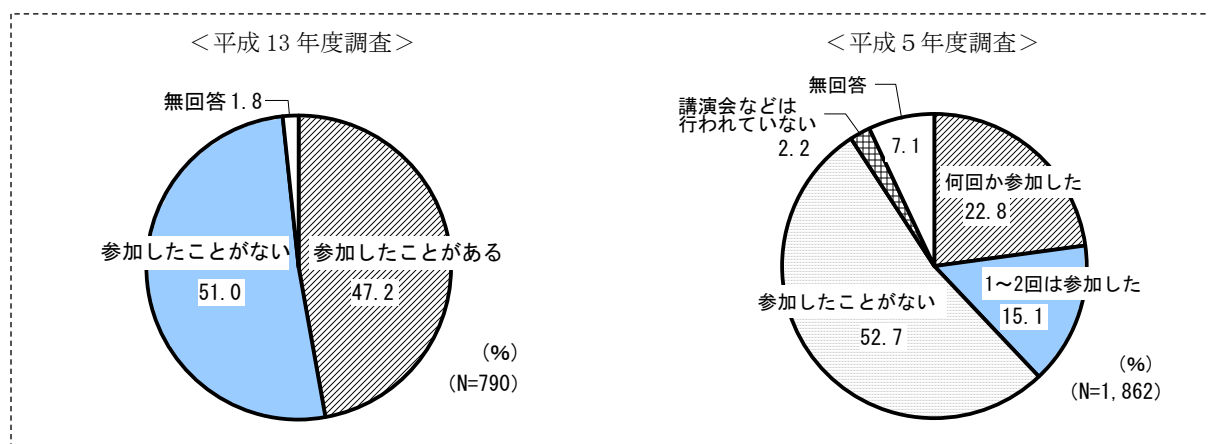 ＜平成 13 年度調査＞
無回答 1.8
参加したことがない
51.0
参加したことがある
47.2
(%)
(N=790)
＜平成５年度調査＞
無回答
7.1
講演会などは
行われていない
2.2
何回か参加した
22.8
1～2回は参加した
15.1
参加したことがない
52.7
(%)
(N=1,862)